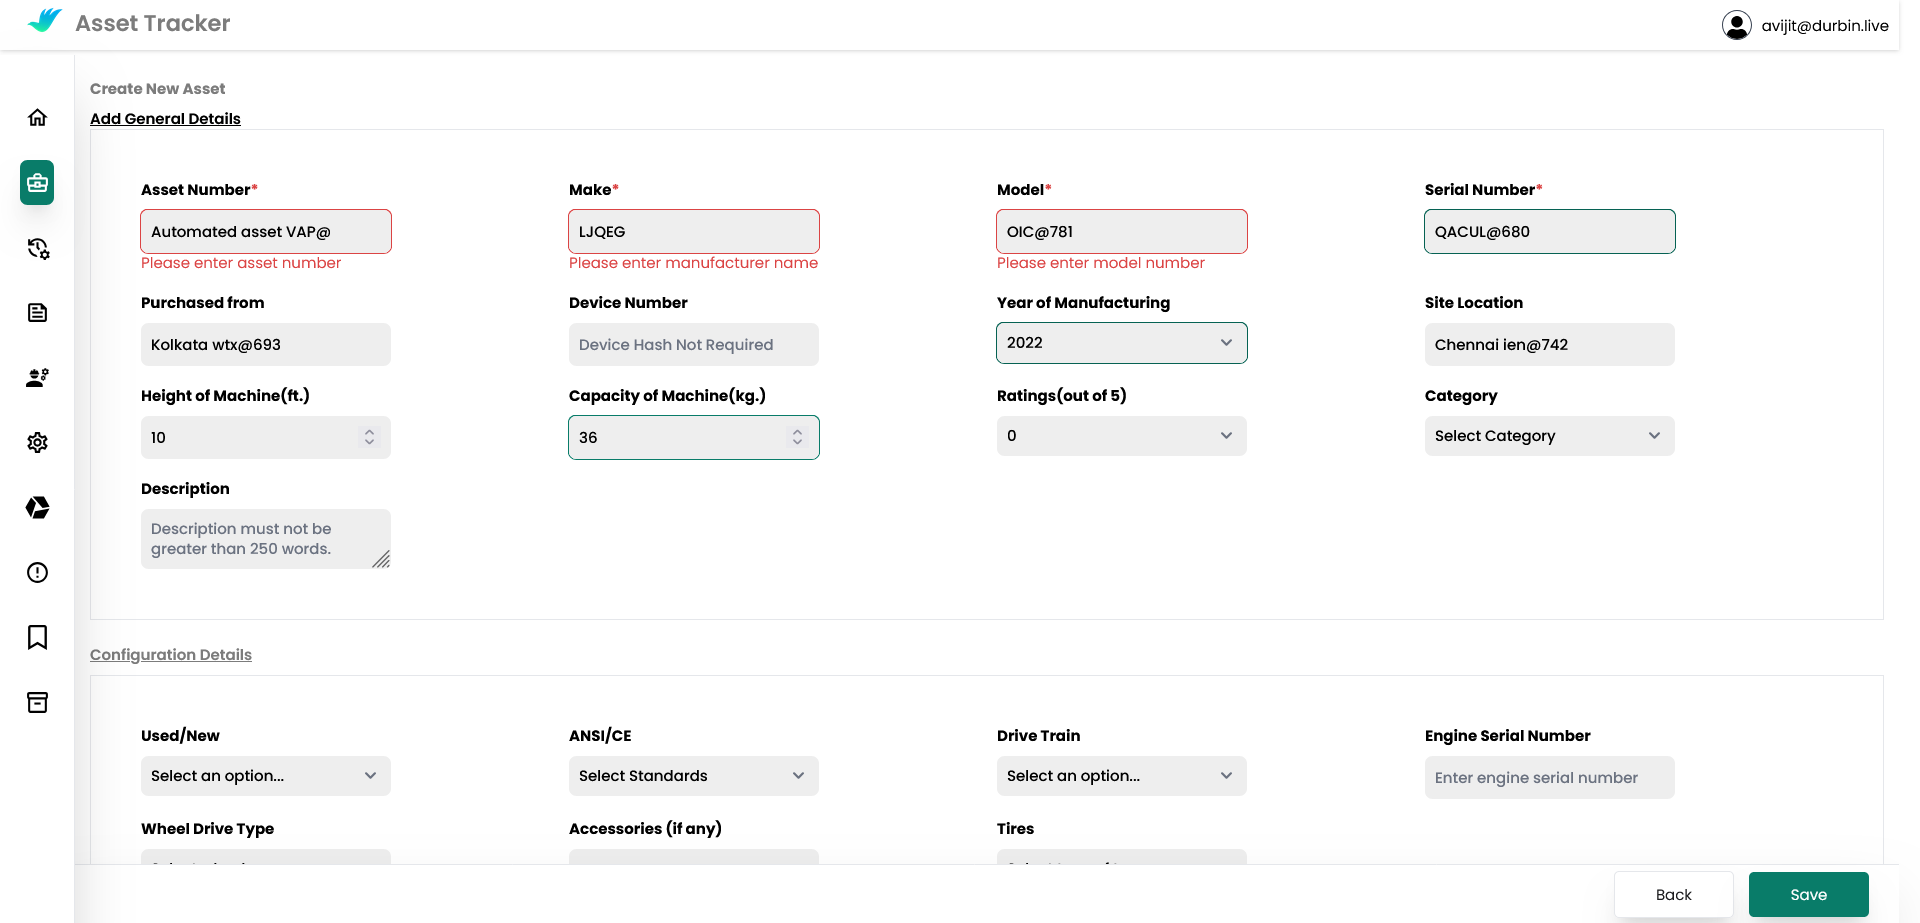 Asset Tracker
avijit@durbin.live
Create New Asset
Add General Details
Asset Number*
Make*
Model*
Serial Number*
Automated asset VAP@
LJQEG
OIC@781
QACUL@680
Please enter asset number
Please enter manufacturer name
Please enter model number
Purchased from
Device Number
Year of Manufacturing
Site Location
Kolkata wtx@693
Device Hash Not Required
2022
Chennai ien@742
Height of Machine(ft.)
Capacity of Machine(kg.)
Ratings(out of 5)
Category
10
36
0
Select Category
Description
Description must not be
greater than 250 words.
Configuration Details
Used/New
ANSI/CE
Drive Train
Engine Serial Number
Select an option...
Select Standards
Select an option...
Enter engine serial number
Wheel Drive Type
Accessories (if any)
Tires
Back
Save